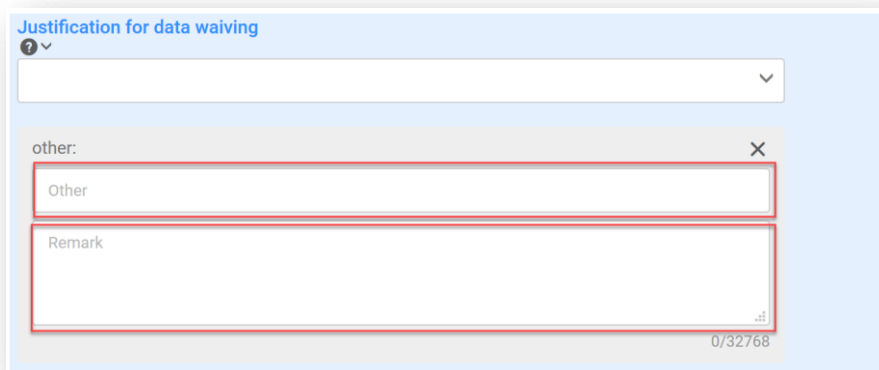 Justification for data waiving
?
other:
Other
Remark
0/32768